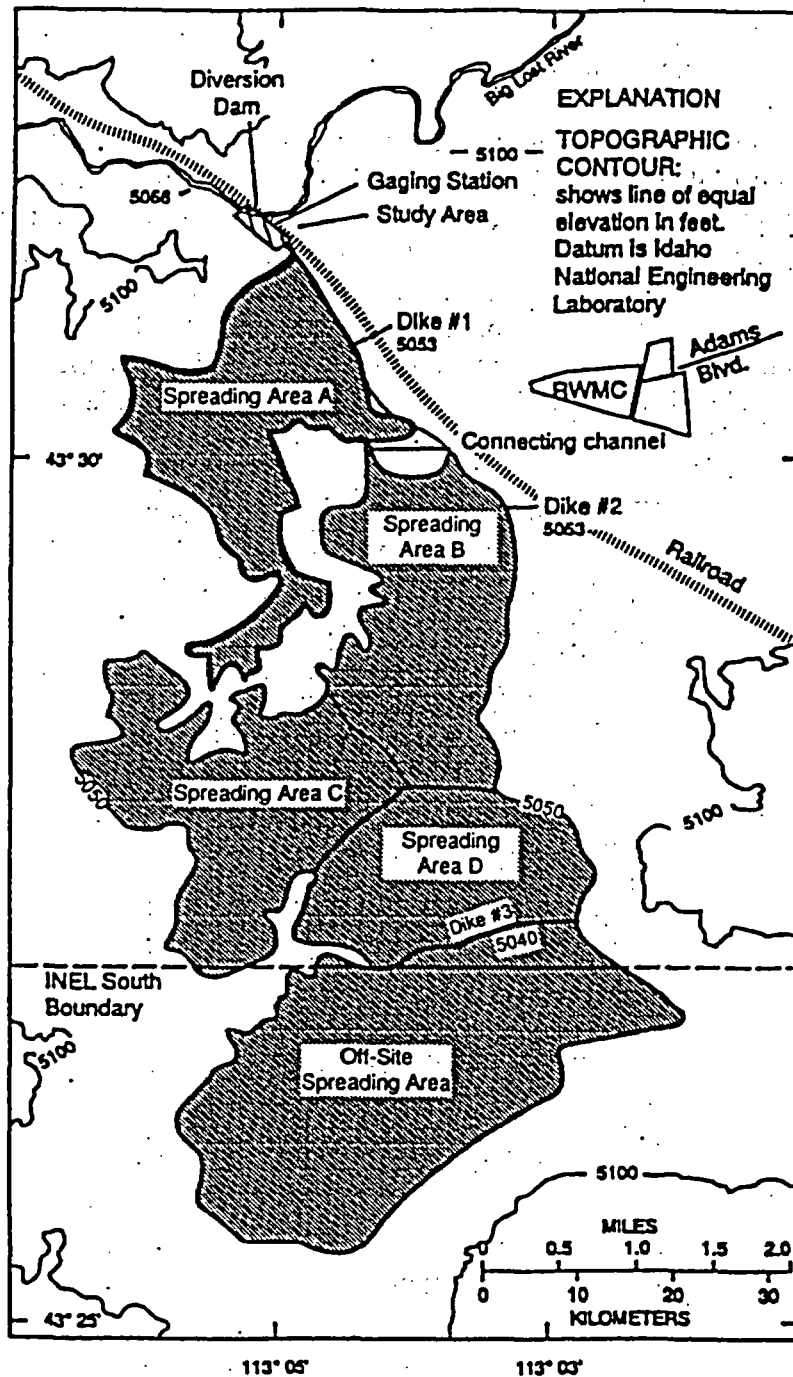 Big Lost River
Diversion
Dam
EXPLANATION
5100
TOPOGRAPHIC
CONTOUR:
shows line of equal
elevation in feet.
Datum is Idaho
National Engineering
Laboratory
Gaging Station
Study Area
5066
5100
Dike #1
5053
Adams
Blvd.
RWMC
Spreading Area A
43° 30'
Connecting channel
Dike #2
5053
Spreading
Area B
Railroad
5050
Spreading Area C
5050
5100
Spreading
Area D
Dike #3
5040
INEL South
Boundary
5100
Off-Site
Spreading Area
5100
MILES
0 0.5 1.0 1.5 2.0
0 10 20 30
KILOMETERS
43° 25'
113° 05' 113° 03'